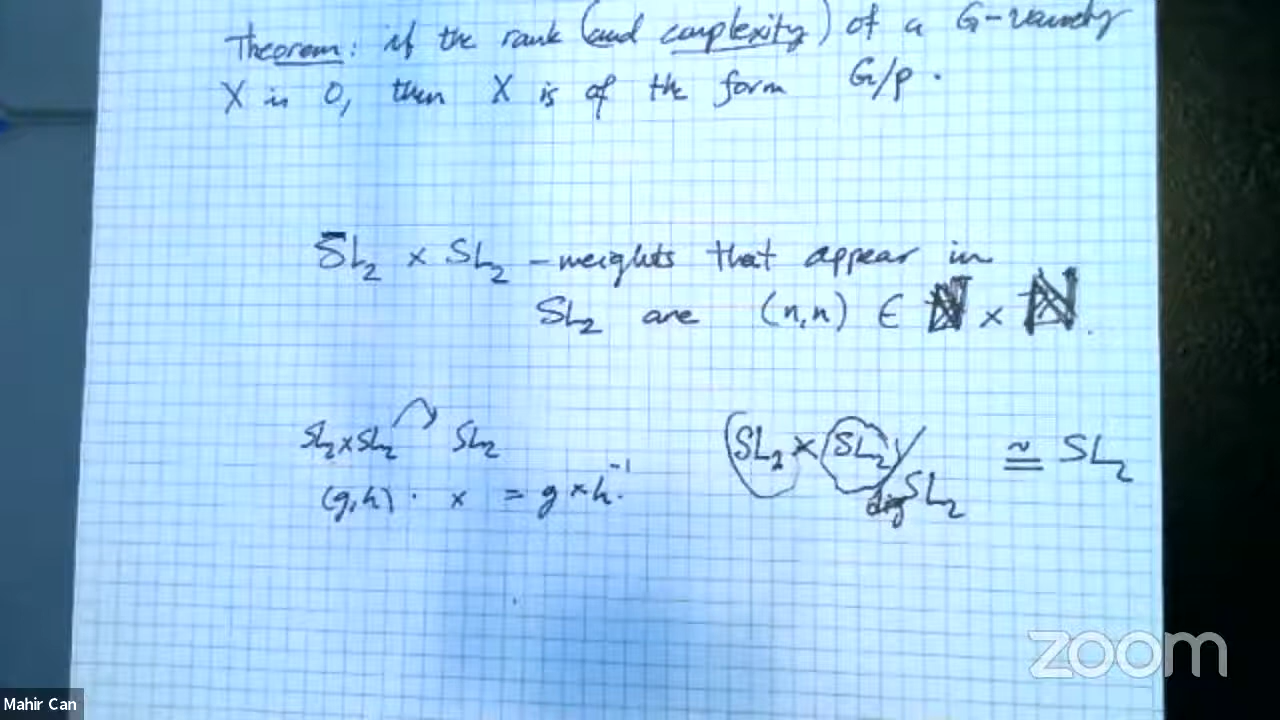 Theorem: if the rank (and complexity) of a G-variety
X is 0, then X is of the form G/P.
SL₂ × SL₂ - weights that appear in
SL₂ are (n,n) ∈ ℕ × ℕ.
SL₂×SL₂ ↷ SL₂
(g,h) · x = g x h⁻¹.
(SL₂ × SL₂)/diag SL₂ ≅ SL₂
zoom
Mahir Can